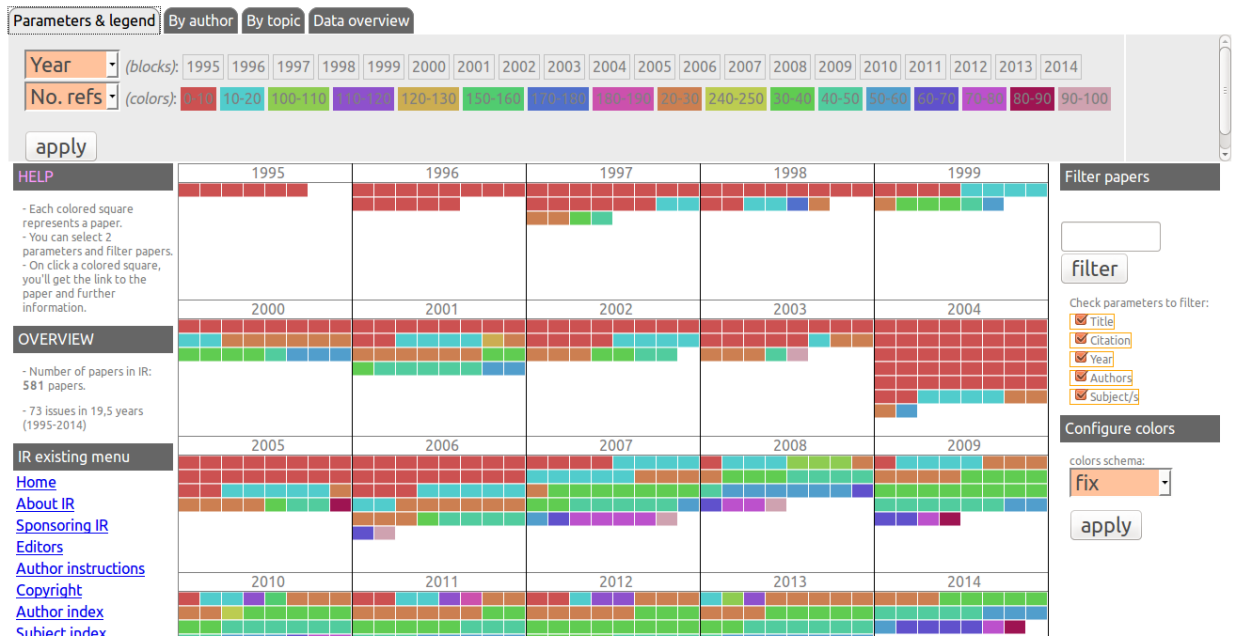 Parameters & legend By author By topic Data overview
Year (blocks): 1995 1996 1997 1998 1999 2000 2001 2002 2003 2004 2005 2006 2007 2008 2009 2010 2011 2012 2013 2014
No. refs (colors): 0-10 10-20 100-110 110-120 120-130 150-160 170-180 20-30 240-250 30-40 40-50 50-60 60-70 80-90 90-100
apply
HELP
- Each colored square
represents a paper.
- You can select 2
parameters and filter papers.
- On click a colored square,
you'll get the link to the
paper and further
information.
OVERVIEW
- Number of papers in IR:
581 papers.
- 73 issues in 19,5 years
(1995-2014)
IR existing menu
Home
About IR
Sponsoring IR
Editors
Author instructions
Copyright
Author index
Subject index
1995 1996 1997 1998 1999
2000 2001 2002 2003 2004
2005 2006 2007 2008 2009
2010 2011 2012 2013 2014
Filter papers
filter
Check parameters to filter:
Title
Citation
Year
Authors
Subject/s
Configure colors
colors schema:
fix
apply